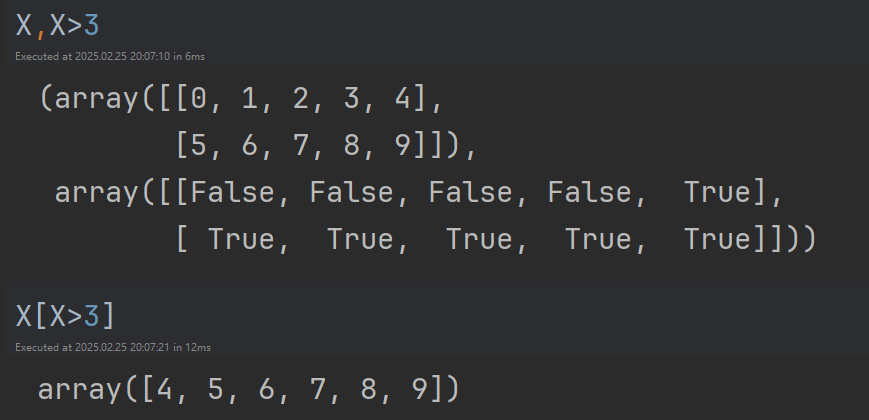 X,X>3
Executed at 2025.02.25 20:07:10 in 6ms
(array([[0, 1, 2, 3, 4],
[5, 6, 7, 8, 9]]),
array([[False, False, False, False,  True],
[ True,  True,  True,  True,  True]]))
X[X>3]
Executed at 2025.02.25 20:07:21 in 12ms
array([4, 5, 6, 7, 8, 9])